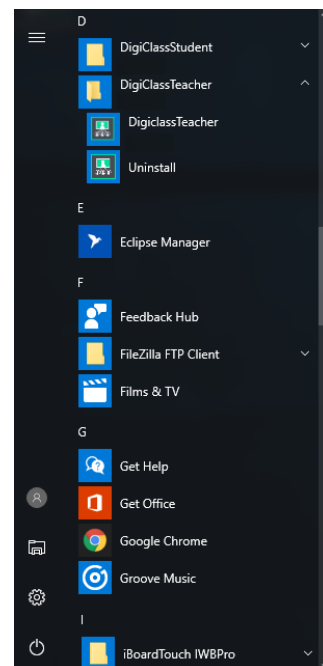 D
DigiClassStudent
DigiClassTeacher
DigiclassTeacher
Uninstall
E
Eclipse Manager
F
Feedback Hub
FileZilla FTP Client
Films & TV
G
Get Help
Get Office
Google Chrome
Groove Music
I
iBoardTouch IWBPro